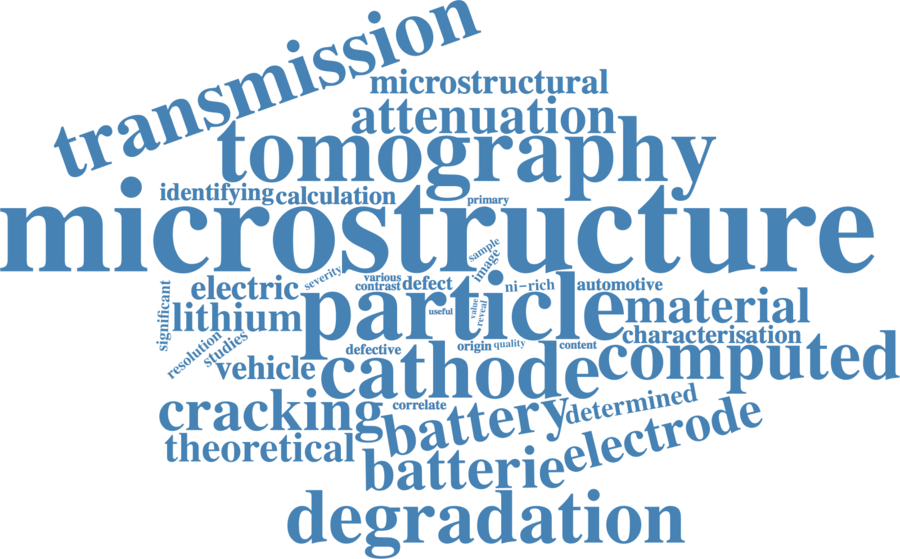 transmission
microstructural
attenuation
tomography
identifying calculation primary
microstructure
sample
image
severity various defect ni-rich automotive
contrast
electric particle material
significant lithium useful value reveal
characterisation
resolution studies defective origin quality content computed
vehicle cathode
cracking correlate battery determined
theoretical batterie electrode
degradation